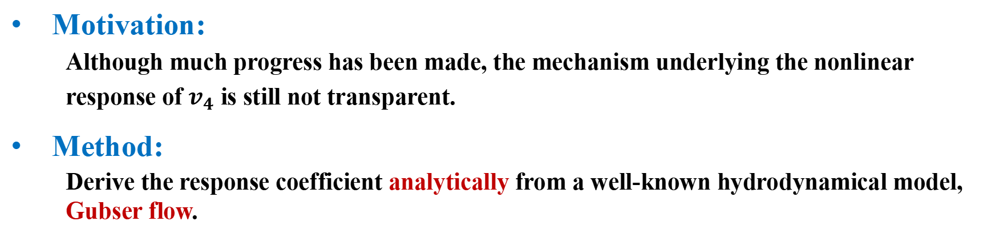 • Motivation:
Although much progress has been made, the mechanism underlying the nonlinear
response of 𝒗₄ is still not transparent.
• Method:
Derive the response coefficient analytically from a well-known hydrodynamical model,
Gubser flow.